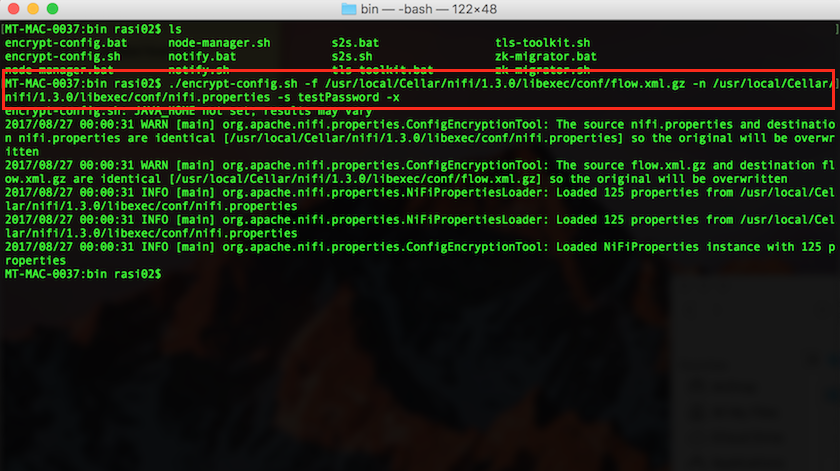 bin — -bash — 122×48
[MT-MAC-0037:bin rasi02$ ls ]
encrypt-config.bat node-manager.sh s2s.bat tls-toolkit.sh
encrypt-config.sh notify.bat s2s.sh zk-migrator.bat
node-manager.bat notify.sh tls-toolkit.bat zk-migrator.sh
[MT-MAC-0037:bin rasi02$ ./encrypt-config.sh -f /usr/local/Cellar/nifi/1.3.0/libexec/conf/flow.xml.gz -n /usr/local/Cellar/]
nifi/1.3.0/libexec/conf/nifi.properties -s testPassword -x
encrypt-config.sh: JAVA_HOME not set; results may vary
2017/08/27 00:00:31 WARN [main] org.apache.nifi.properties.ConfigEncryptionTool: The source nifi.properties and destinatio
n nifi.properties are identical [/usr/local/Cellar/nifi/1.3.0/libexec/conf/nifi.properties] so the original will be overwr
itten
2017/08/27 00:00:31 WARN [main] org.apache.nifi.properties.ConfigEncryptionTool: The source flow.xml.gz and destination fl
ow.xml.gz are identical [/usr/local/Cellar/nifi/1.3.0/libexec/conf/flow.xml.gz] so the original will be overwritten
2017/08/27 00:00:31 INFO [main] org.apache.nifi.properties.NiFiPropertiesLoader: Loaded 125 properties from /usr/local/Cel
lar/nifi/1.3.0/libexec/conf/nifi.properties
2017/08/27 00:00:31 INFO [main] org.apache.nifi.properties.NiFiPropertiesLoader: Loaded 125 properties from /usr/local/Cel
lar/nifi/1.3.0/libexec/conf/nifi.properties
2017/08/27 00:00:31 INFO [main] org.apache.nifi.properties.ConfigEncryptionTool: Loaded NiFiProperties instance with 125 p
roperties
MT-MAC-0037:bin rasi02$